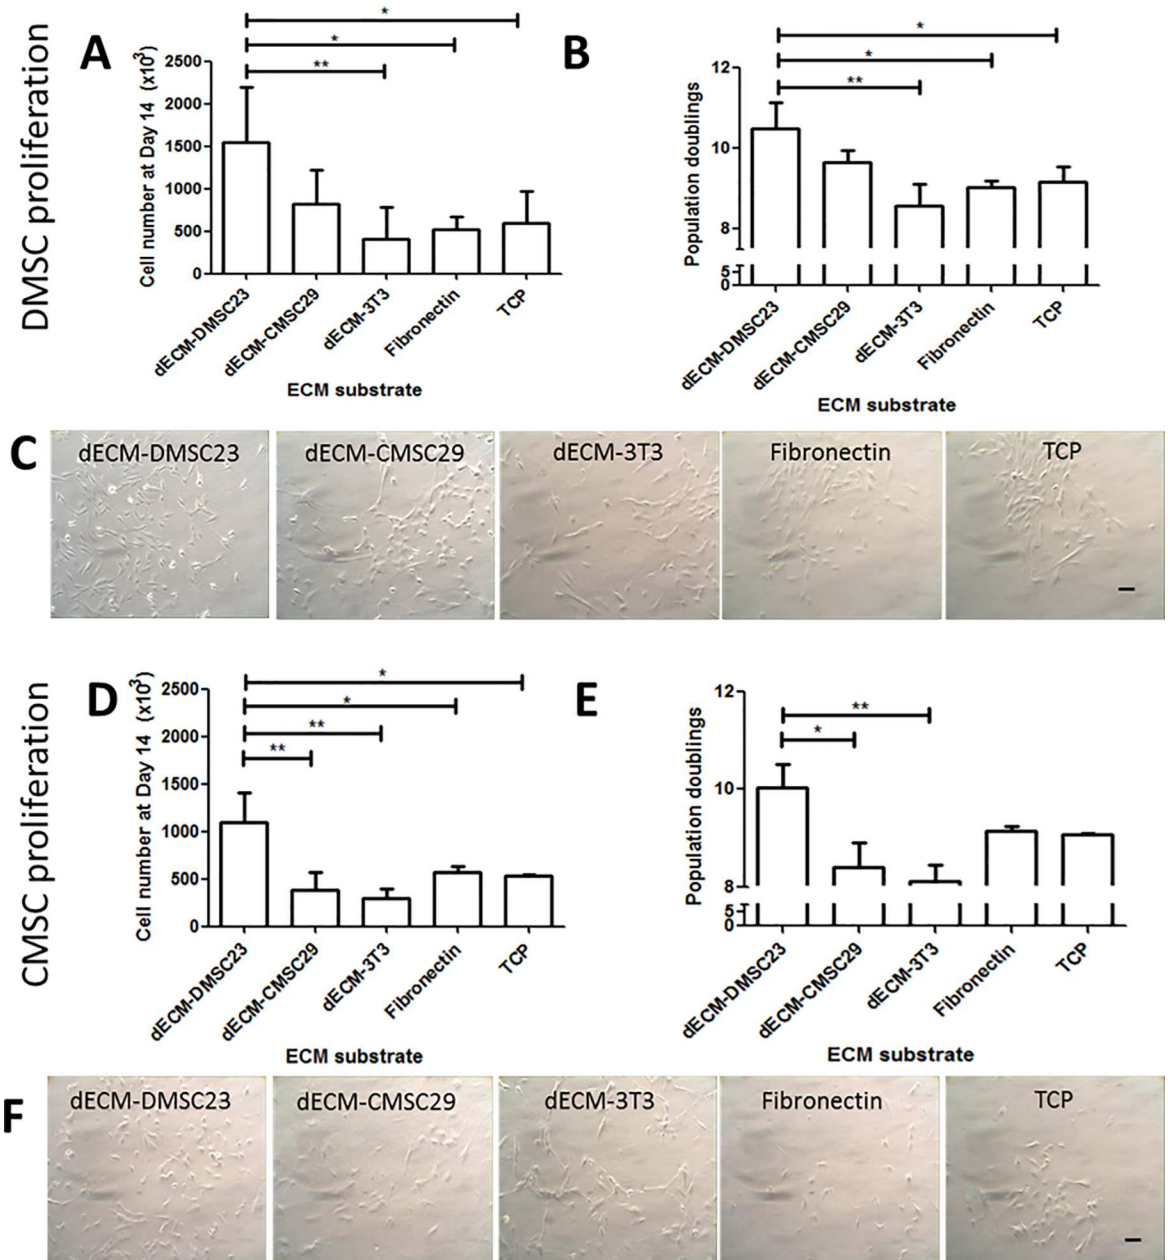 DMSC proliferation
A
Cell number at Day 14 (x10³)
2500
2000
1500
1000
500
0
*
*
**
dECM-DMSC23
dECM-CMSC29
dECM-3T3
Fibronectin
TCP
ECM substrate
B
Population doublings
12
10
8
5
0
*
*
**
dECM-DMSC23
dECM-CMSC29
dECM-3T3
Fibronectin
TCP
ECM substrate
C
dECM-DMSC23
dECM-CMSC29
dECM-3T3
Fibronectin
TCP
CMSC proliferation
D
Cell number at Day 14 (x10³)
2500
2000
1500
1000
500
0
*
*
**
**
dECM-DMSC23
dECM-CMSC29
dECM-3T3
Fibronectin
TCP
ECM substrate
E
Population doublings
12
10
8
5
0
**
*
dECM-DMSC23
dECM-CMSC29
dECM-3T3
Fibronectin
TCP
ECM substrate
F
dECM-DMSC23
dECM-CMSC29
dECM-3T3
Fibronectin
TCP